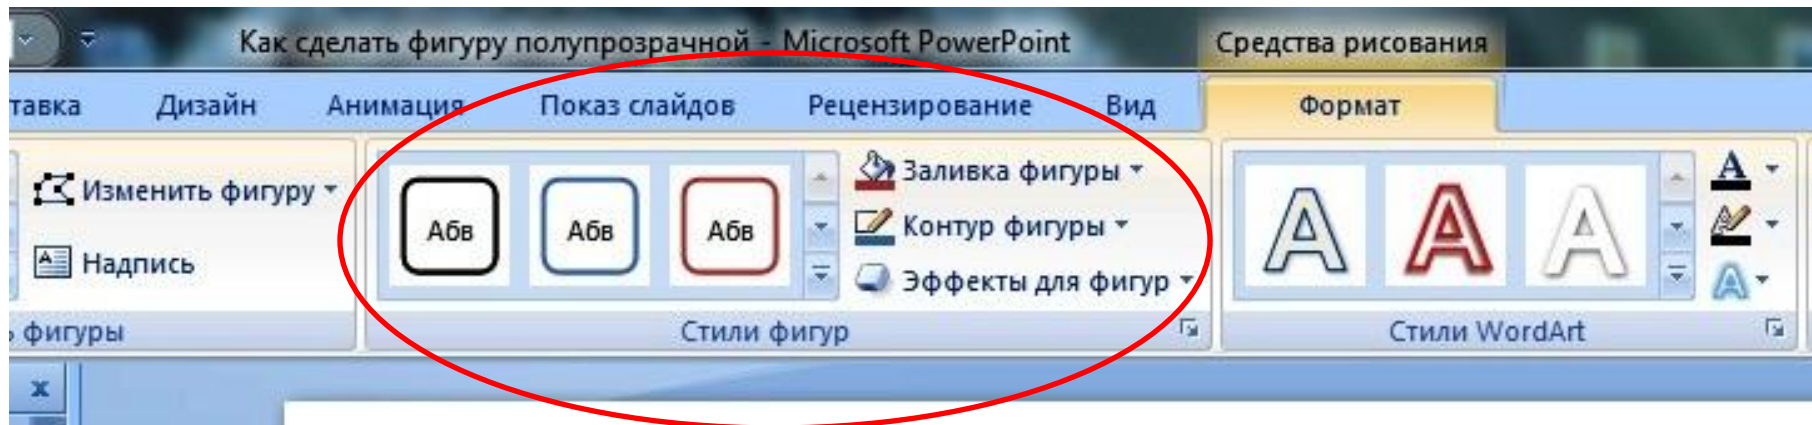 Как сделать фигуру полупрозрачной - Microsoft PowerPoint Средства рисования
тавка Дизайн Анимация Показ слайдов Рецензирование Вид Формат
Изменить фигуру
Надпись
фигуры
Абв Абв Абв
Заливка фигуры
Контур фигуры
Эффекты для фигур
Стили фигур
A A A
A
A
Стили WordArt